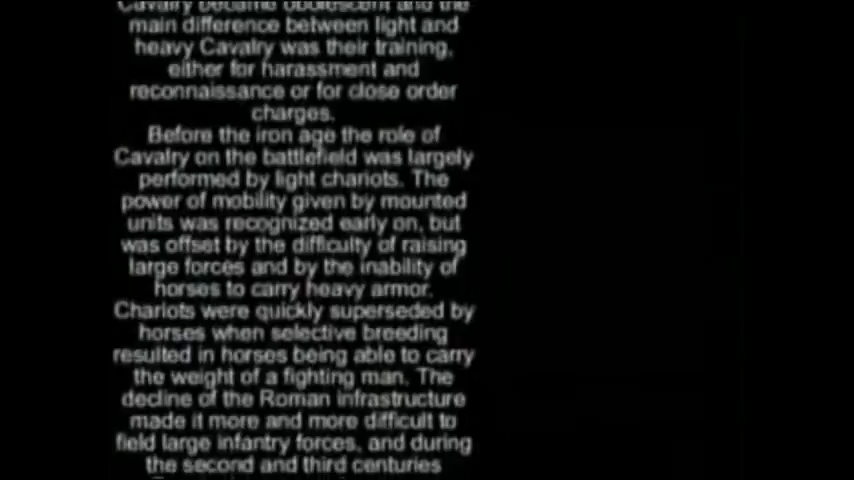 Cavalry became obolescent and the
main difference between light and
heavy Cavalry was their training,
either for harassment and
reconnaissance or for close order
charges.
Before the iron age the role of
Cavalry on the battlefield was largely
performed by light chariots. The
power of mobility given by mounted
units was recognized early on, but
was offset by the difficulty of raising
large forces and by the inability of
horses to carry heavy armor.
Chariots were quickly superseded by
horses when selective breeding
resulted in horses being able to carry
the weight of a fighting man. The
decline of the Roman infrastructure
made it more and more difficult to
field large infantry forces, and during
the second and third centuries